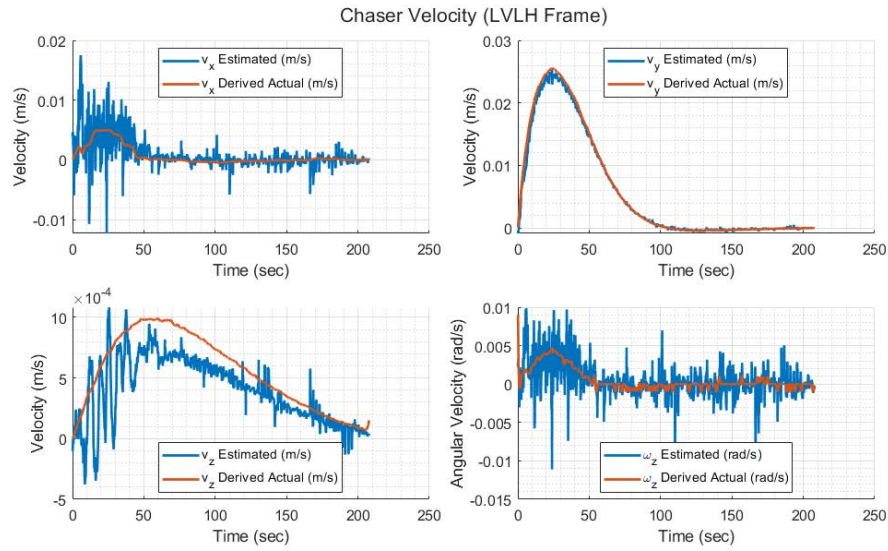 Chaser Velocity (LVLH Frame)
0.02
0.01
0
-0.01
Velocity (m/s)
v_x Estimated (m/s)
v_x Derived Actual (m/s)
0 50 100 150 200 250
Time (sec)
0.03
0.02
0.01
0
Velocity (m/s)
v_y Estimated (m/s)
v_y Derived Actual (m/s)
0 50 100 150 200 250
Time (sec)
×10^-4
10
5
0
-5
Velocity (m/s)
v_z Estimated (m/s)
v_z Derived Actual (m/s)
0 50 100 150 200 250
Time (sec)
0.01
0.005
0
-0.005
-0.01
-0.015
Angular Velocity (rad/s)
ω_z Estimated (rad/s)
ω_z Derived Actual (rad/s)
0 50 100 150 200 250
Time (sec)